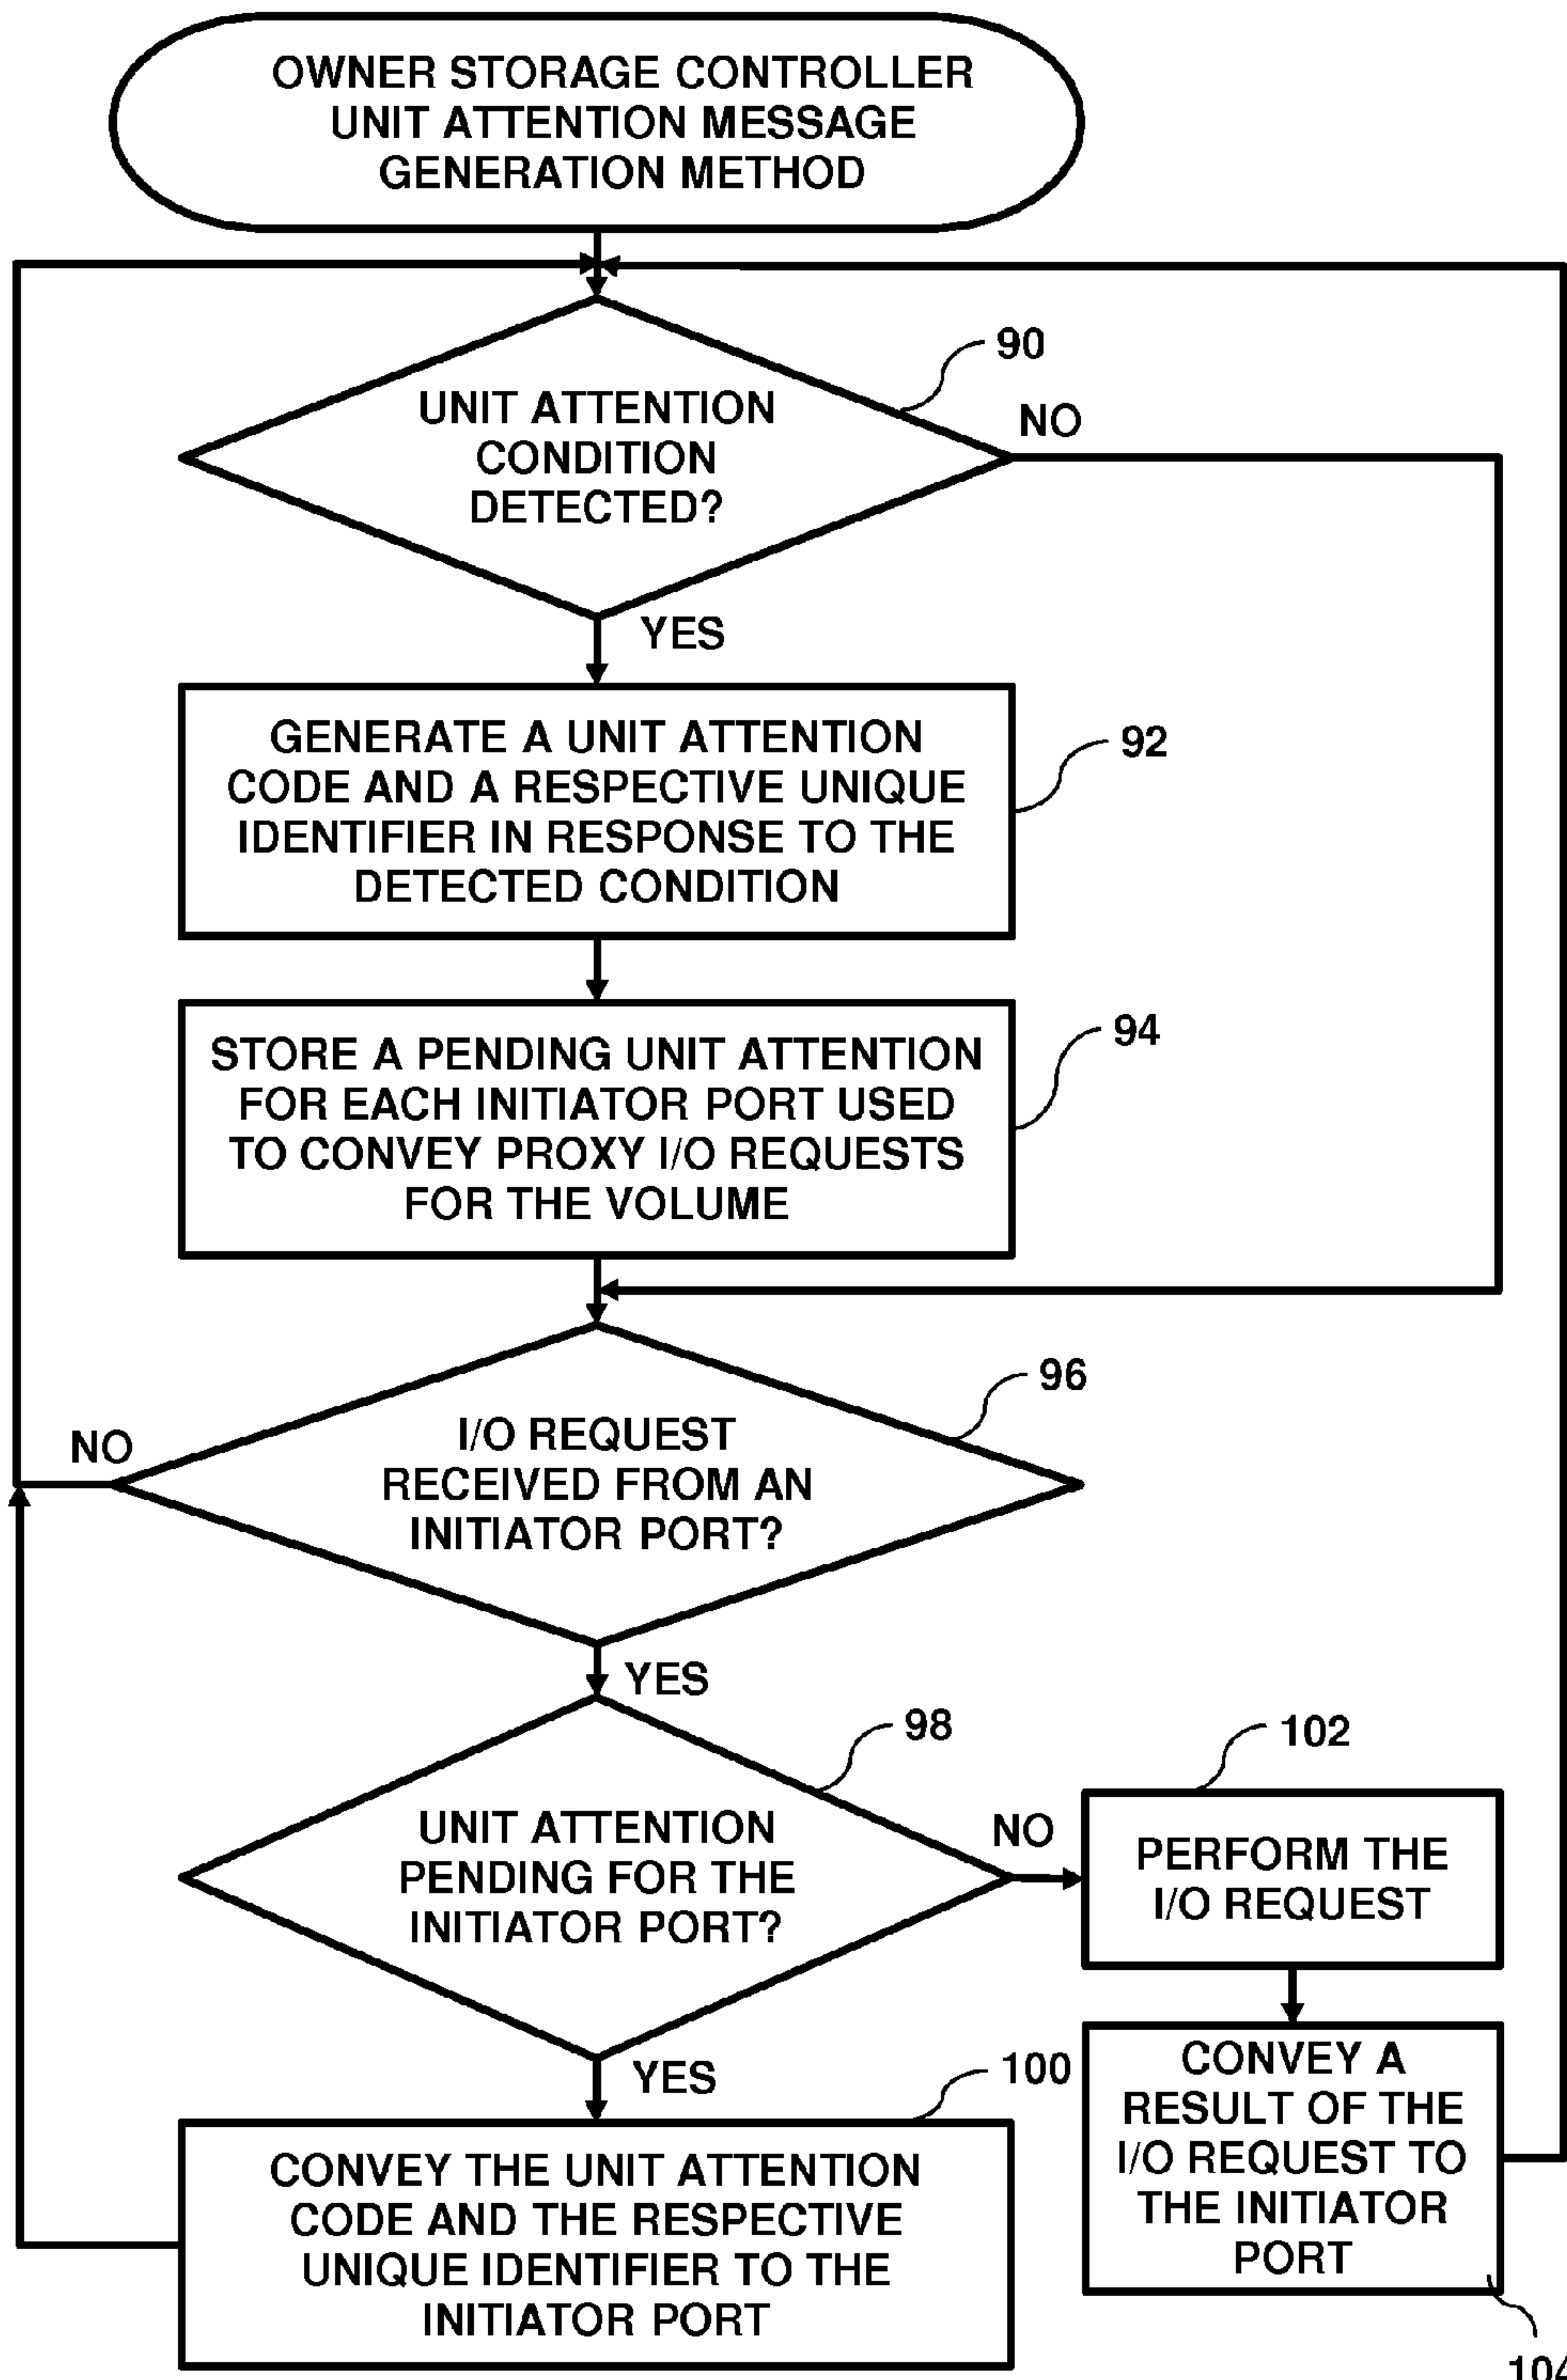 OWNER STORAGE CONTROLLER
UNIT ATTENTION MESSAGE
GENERATION METHOD
90
UNIT ATTENTION
CONDITION
DETECTED?
NO
YES
GENERATE A UNIT ATTENTION
CODE AND A RESPECTIVE UNIQUE
IDENTIFIER IN RESPONSE TO THE
DETECTED CONDITION
92
STORE A PENDING UNIT ATTENTION
FOR EACH INITIATOR PORT USED
TO CONVEY PROXY I/O REQUESTS
FOR THE VOLUME
94
96
I/O REQUEST
RECEIVED FROM AN
INITIATOR PORT?
NO
YES
98
UNIT ATTENTION
PENDING FOR THE
INITIATOR PORT?
NO
102
PERFORM THE
I/O REQUEST
YES
100
CONVEY THE UNIT ATTENTION
CODE AND THE RESPECTIVE
UNIQUE IDENTIFIER TO THE
INITIATOR PORT
CONVEY A
RESULT OF THE
I/O REQUEST TO
THE INITIATOR
PORT
104